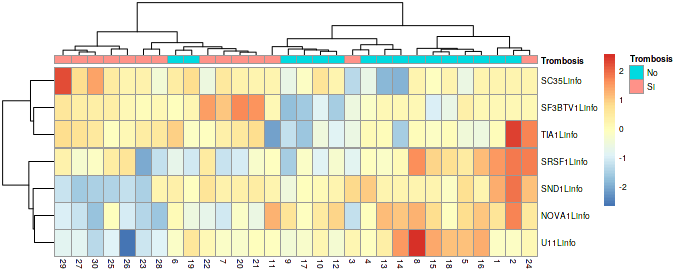 Trombosis
SC35Linfo
SF3BTV1Linfo
TIA1Linfo
SRSF1Linfo
SND1Linfo
NOVA1Linfo
U11Linfo
29 27 30 25 26 23 28 6 19 22 7 20 21 11 9 17 10 12 3 4 13 14 8 15 18 5 16 1 2 24
2
1
0
-1
-2
Trombosis
No
Si